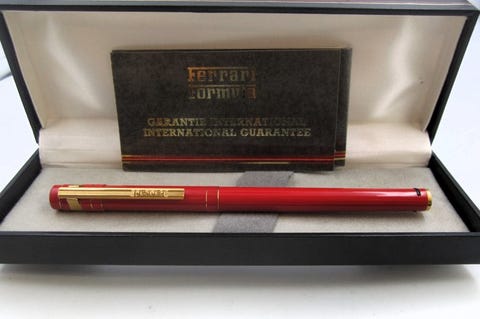 Ferrari
formula
GARANTIE INTERNATIONAL
INTERNATIONAL GUARANTEE